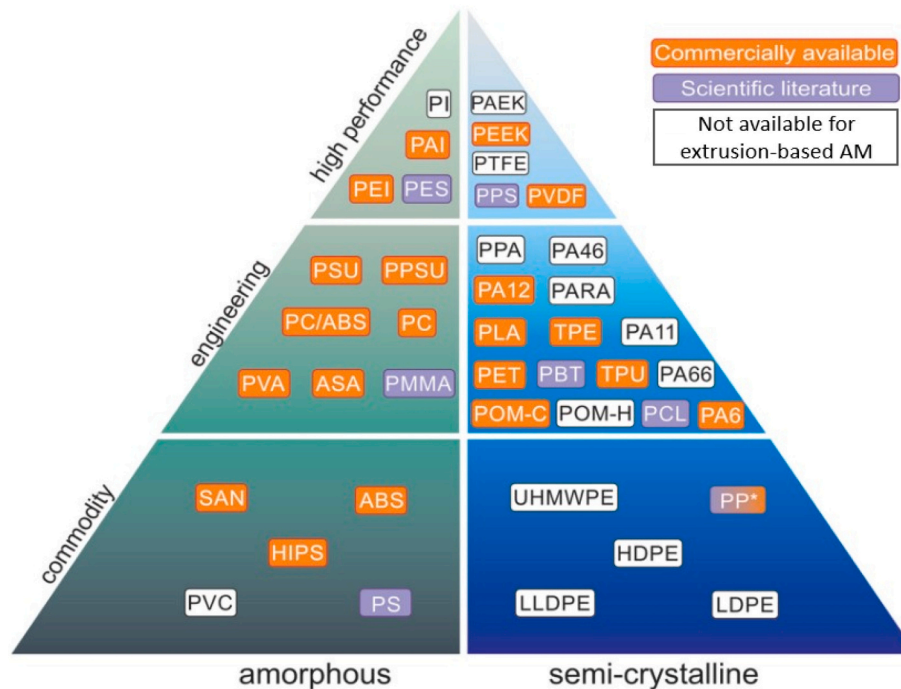 high performance
engineering
commodity
Commercially available
Scientific literature
Not available for
extrusion-based AM
PI
PAI
PEI PES
PAEK
PEEK
PTFE
PPS PVDF
PSU PPSU
PC/ABS PC
PVA ASA PMMA
PPA PA46
PA12 PARA
PLA TPE PA11
PET PBT TPU PA66
POM-C POM-H PCL PA6
SAN ABS
HIPS
PVC PS
UHMWPE PP*
HDPE
LLDPE LDPE
amorphous semi-crystalline